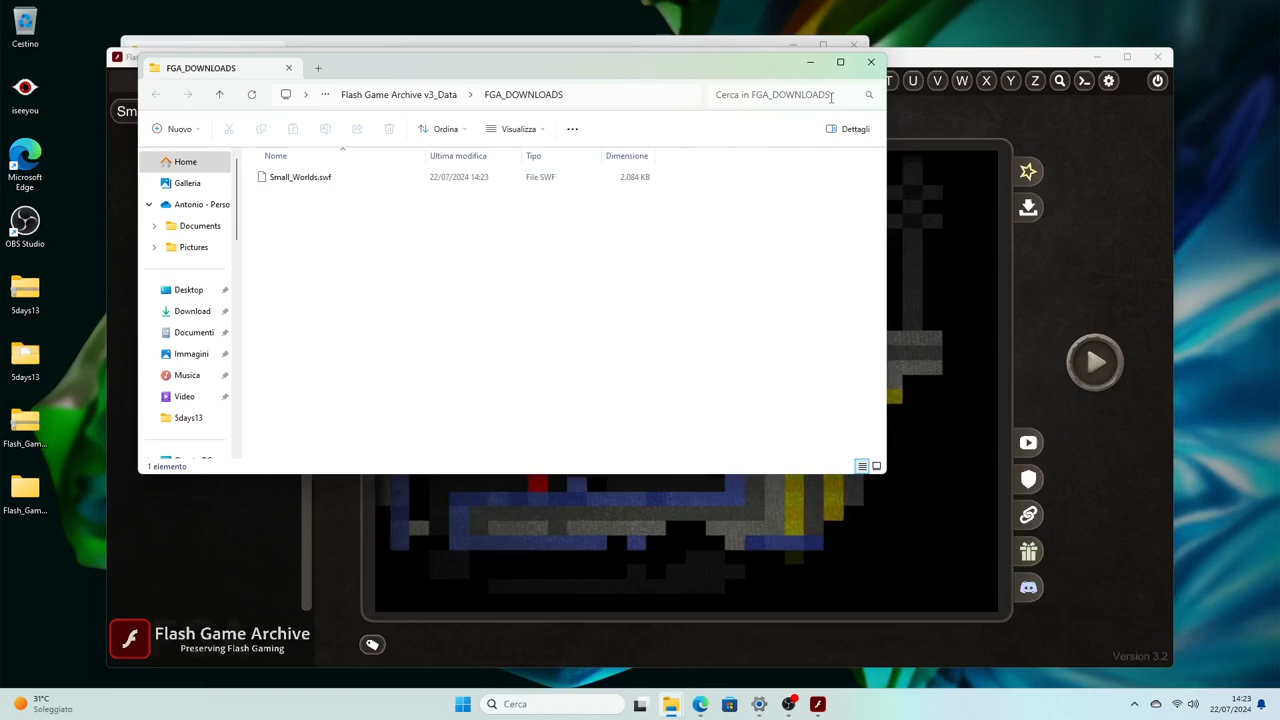 Cestino
iseeyou
Microsoft
Edge
OBS Studio
5days13
5days13
Flash_Gam...
Flash_Gam...
Flas
FGA_DOWNLOADS
Flash Game Archive v3_Data
FGA_DOWNLOADS
Cerca in FGA_DOWNLOADS
Nuovo
Ordina
Visualizza
Dettagli
Nome
Ultima modifica
Tipo
Dimensione
Small_Worlds.swf
22/07/2024 14:23
File SWF
2.084 KB
Home
Galleria
Antonio - Perso
Documents
Pictures
Desktop
Download
Documenti
Immagini
Musica
Video
5days13
1 elemento
T U V W X Y Z
Sm
Flash Game Archive
Preserving Flash Gaming
Version 3.2
31°C
Soleggiato
Cerca
14:23
22/07/2024